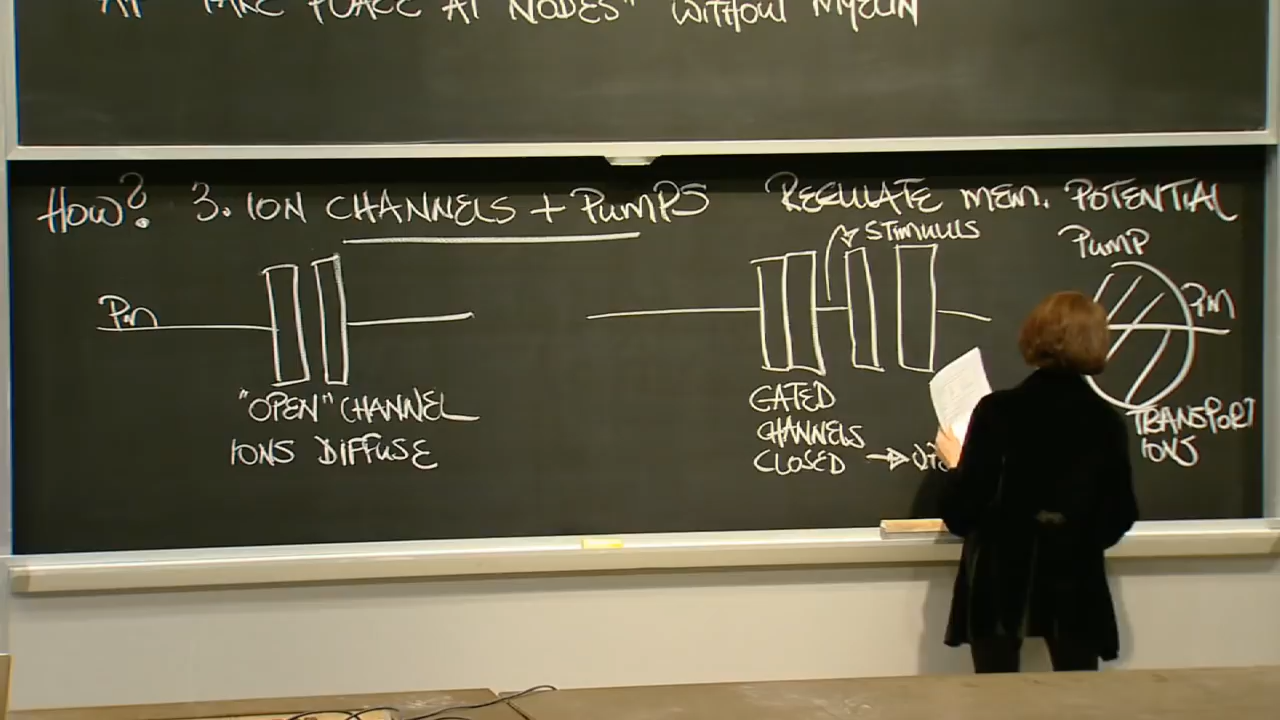 AP "TAKE PLACE AT NODES" WITHOUT MYELIN
How? 3. ION CHANNELS + PUMPS REGULATE MEM. POTENTIAL
STIMULUS
PUMP
Pm
Pm
"OPEN" CHANNEL
IONS DIFFUSE
GATED
CHANNELS
CLOSED →
TRANSPORT
IONS